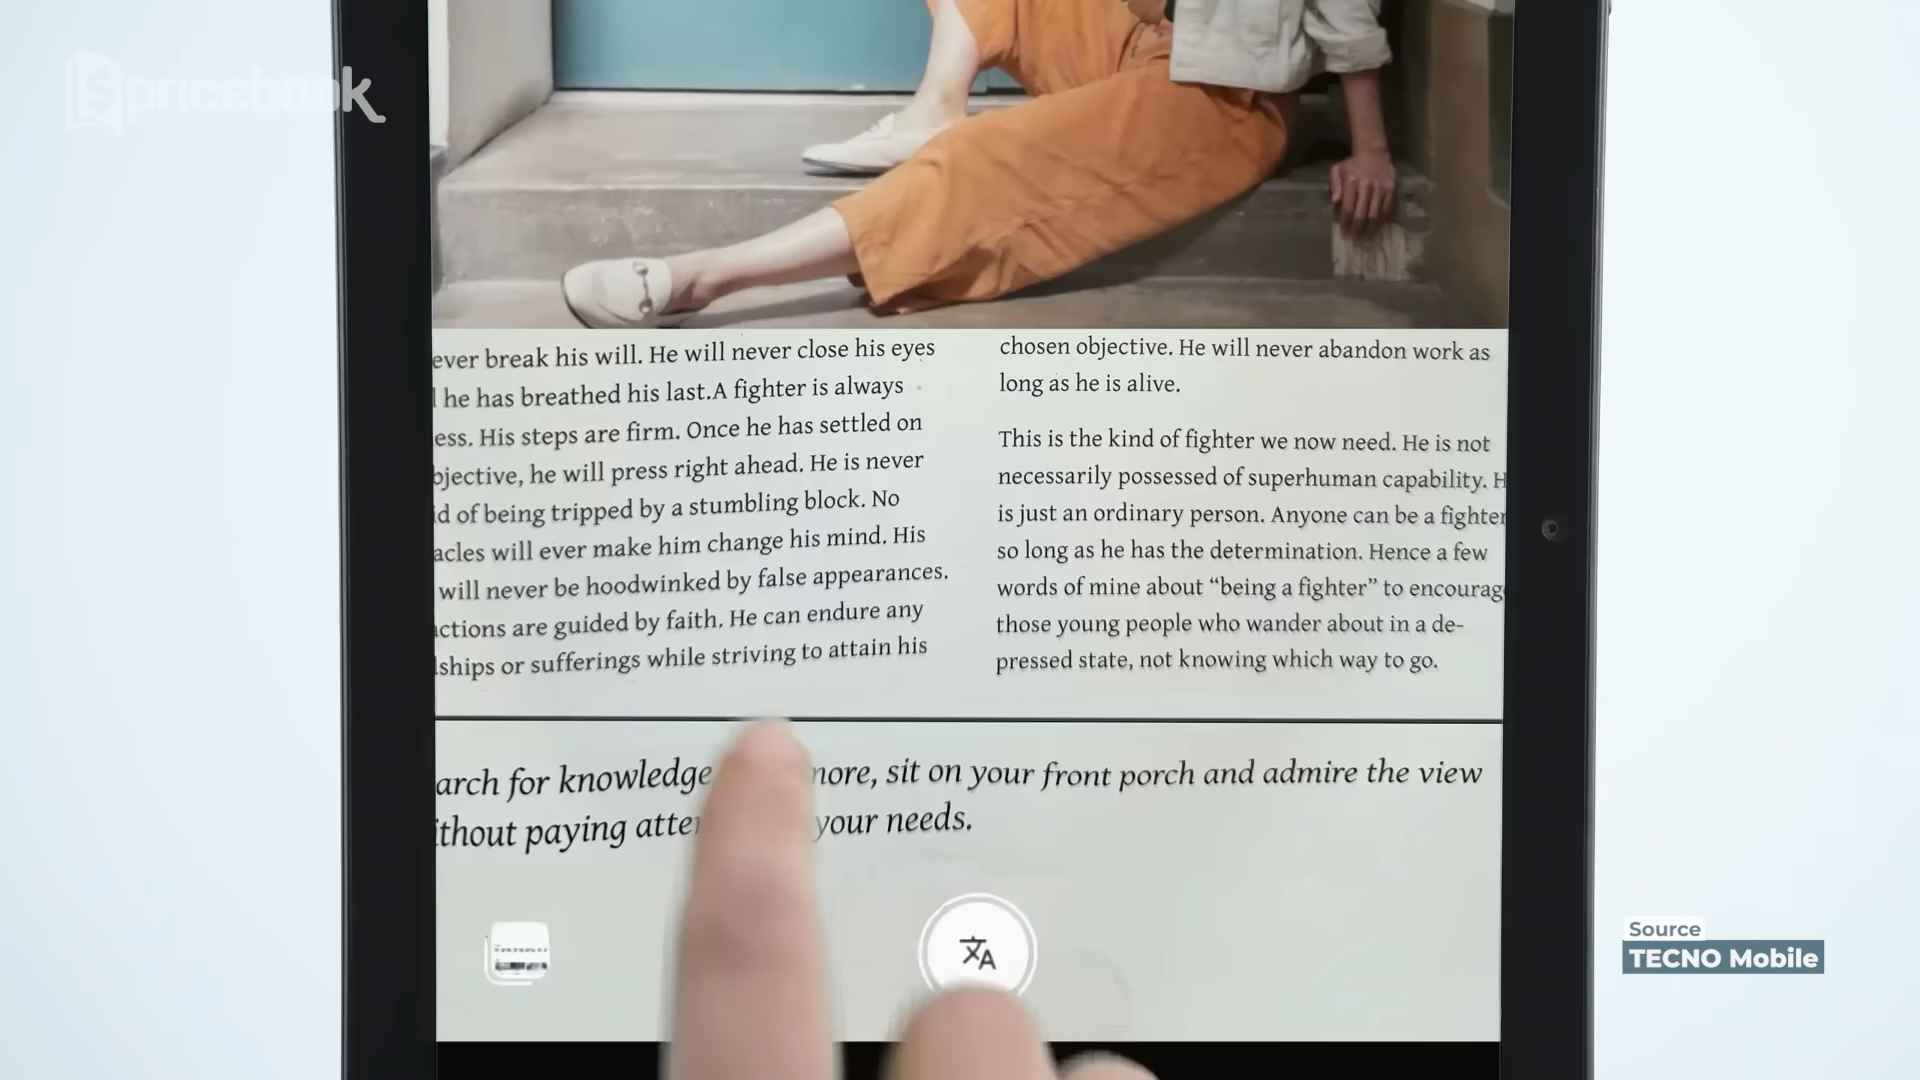 pricebook
ever break his will. He will never close his eyes
he has breathed his last.A fighter is always
ess. His steps are firm. Once he has settled on
bjective, he will press right ahead. He is never
id of being tripped by a stumbling block. No
acles will ever make him change his mind. His
will never be hoodwinked by false appearances.
actions are guided by faith. He can endure any
dships or sufferings while striving to attain his
chosen objective. He will never abandon work as
long as he is alive.
This is the kind of fighter we now need. He is not
necessarily possessed of superhuman capability. H
is just an ordinary person. Anyone can be a fighter
so long as he has the determination. Hence a few
words of mine about “being a fighter” to encourag
those young people who wander about in a de-
pressed state, not knowing which way to go.
arch for knowledge more, sit on your front porch and admire the view
ithout paying atte your needs.
文A
Source
TECNO Mobile